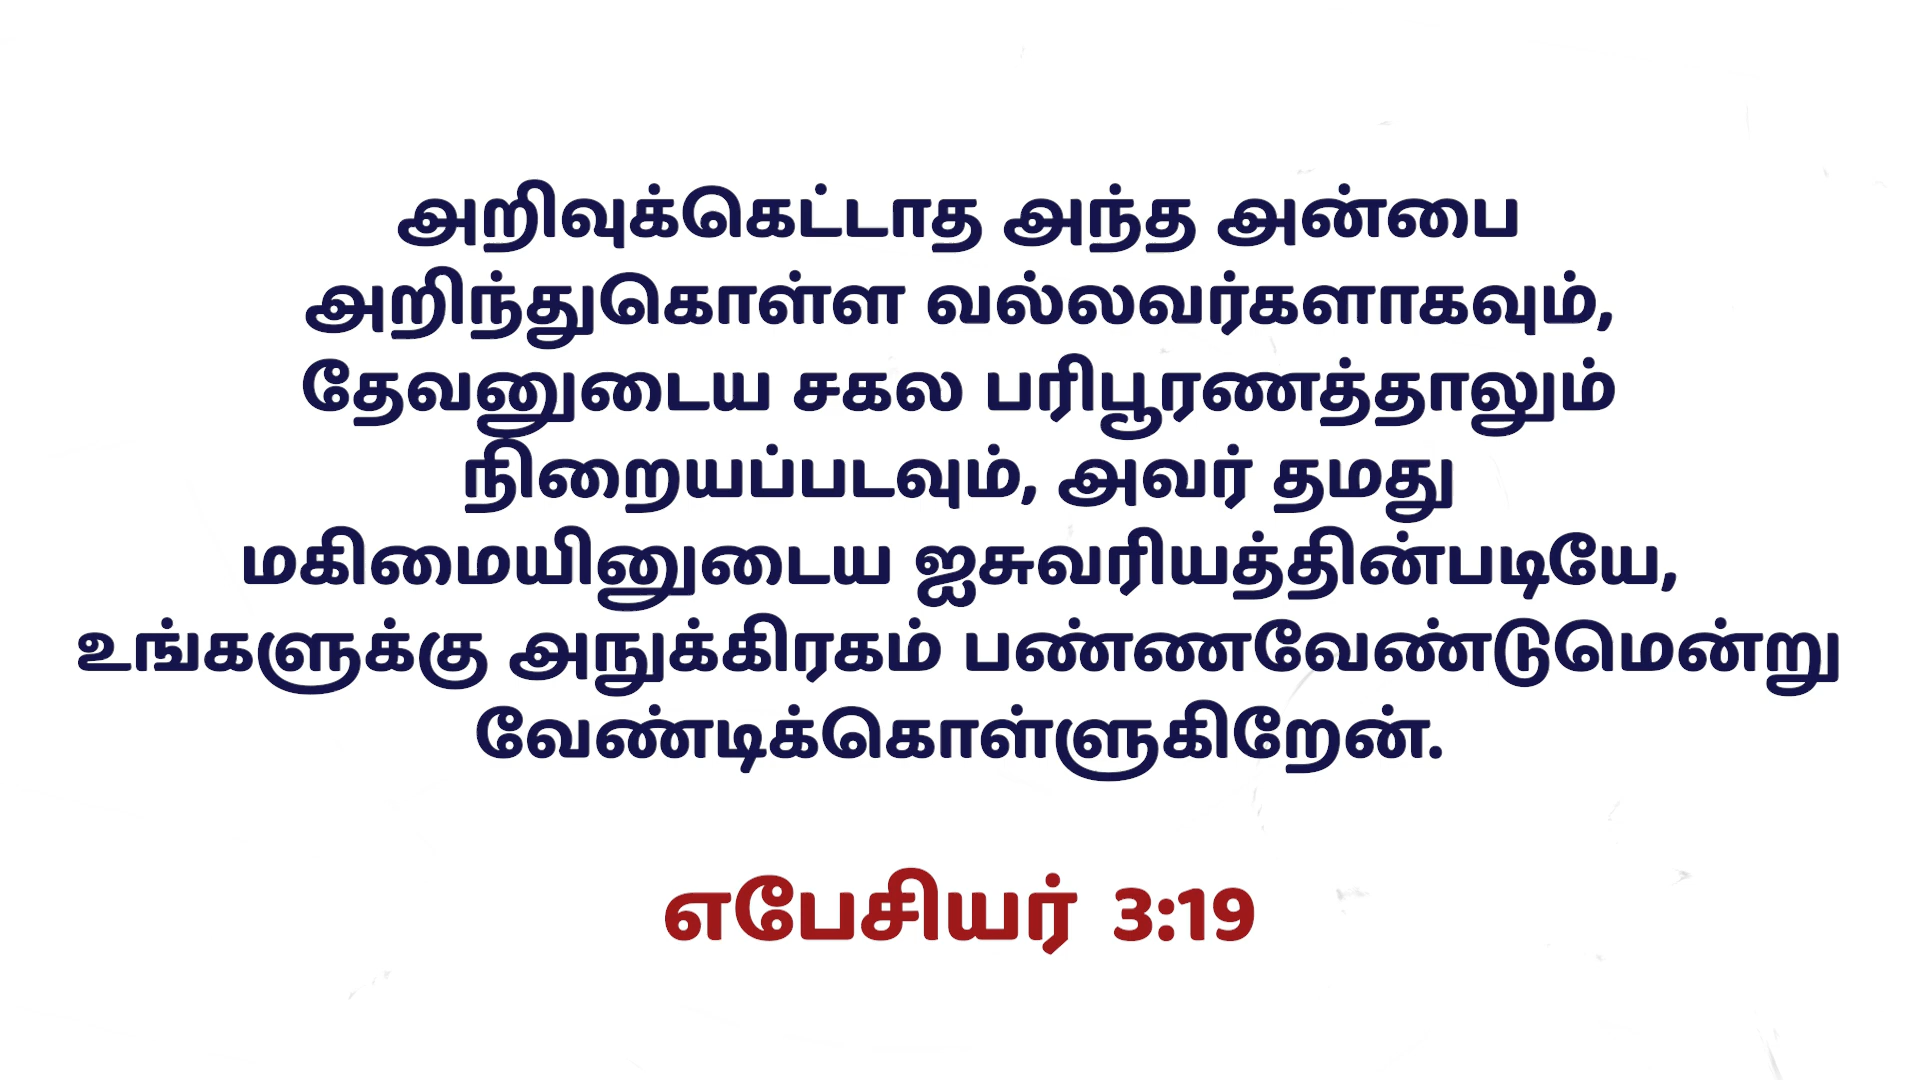 அறிவுக்கெட்டாத அந்த அன்பை
அறிந்துகொள்ள வல்லவர்களாகவும்,
தேவனுடைய சகல பரிபூரணத்தாலும்
நிறையப்படவும், அவர் தமது
மகிமையினுடைய ஐசுவரியத்தின்படியே,
உங்களுக்கு அநுக்கிரகம் பண்ணவேண்டுமென்று
வேண்டிக்கொள்ளுகிறேன்.
எபேசியர் 3:19